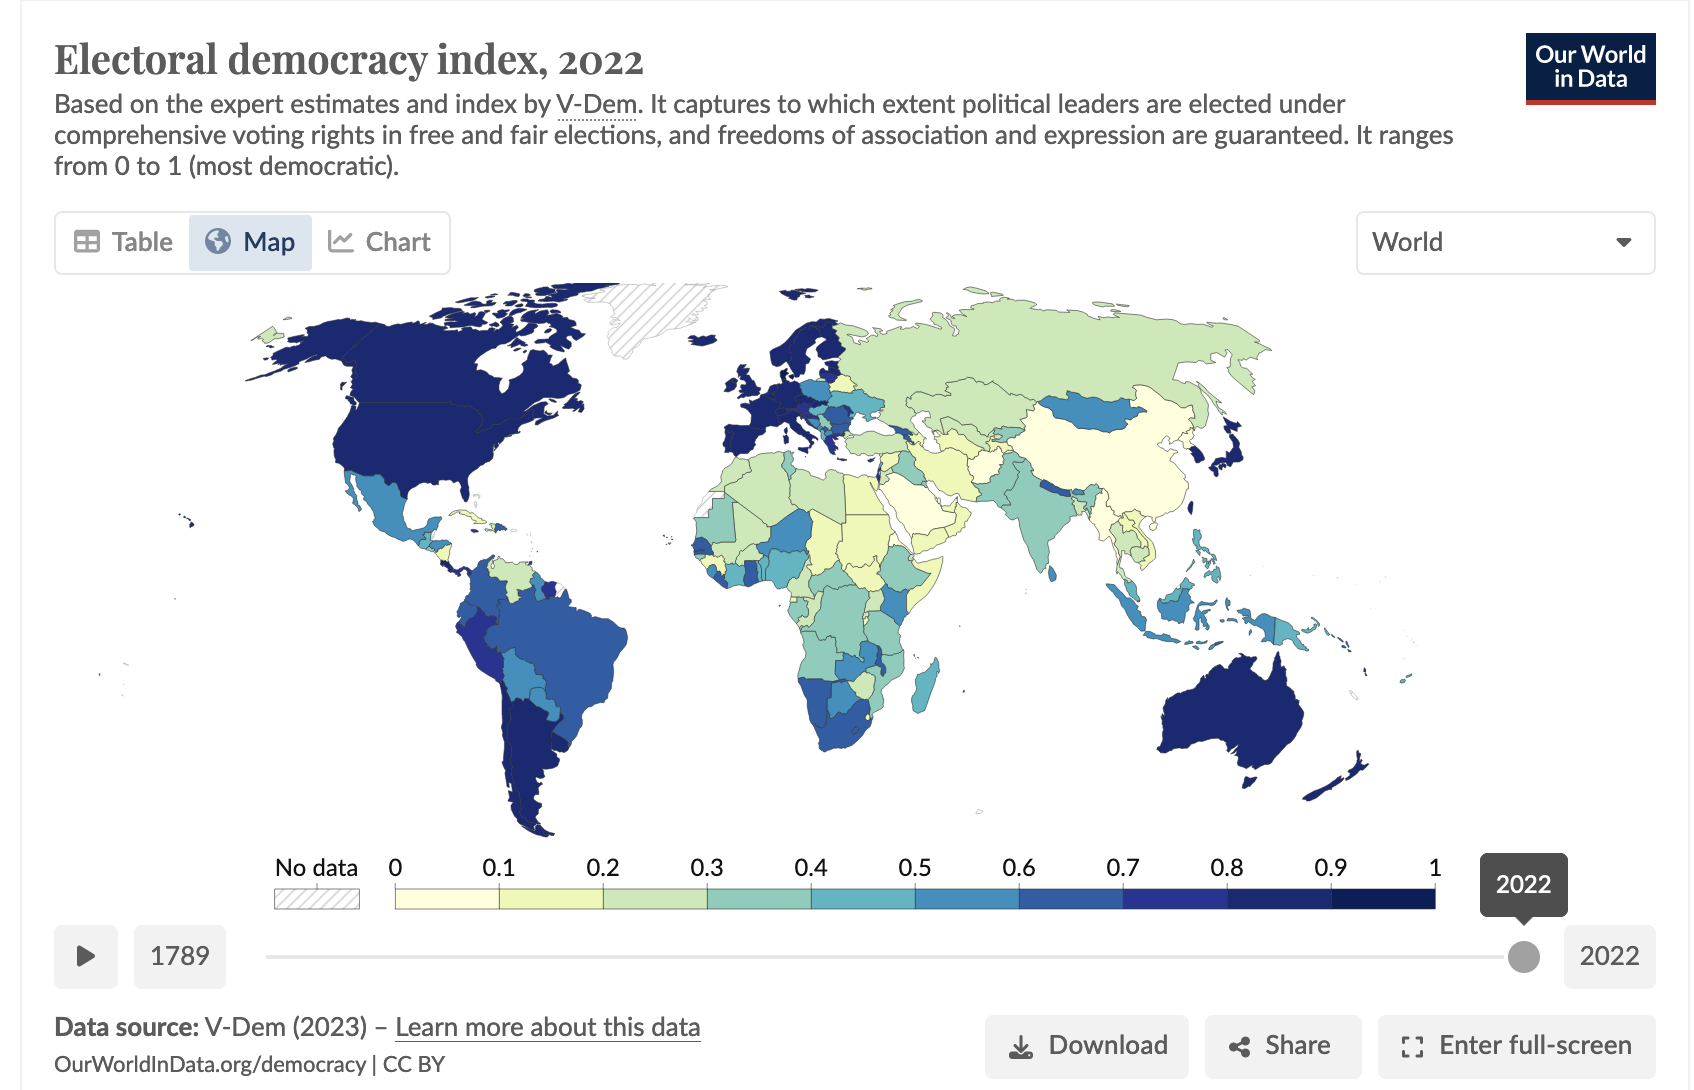 Electoral democracy index, 2022
Our World
in Data
Based on the expert estimates and index by V-Dem. It captures to which extent political leaders are elected under
comprehensive voting rights in free and fair elections, and freedoms of association and expression are guaranteed. It ranges
from 0 to 1 (most democratic).
Table Map Chart
World
No data 0 0.1 0.2 0.3 0.4 0.5 0.6 0.7 0.8 0.9 1
2022
1789
2022
Data source: V-Dem (2023) – Learn more about this data
OurWorldInData.org/democracy | CC BY
Download Share Enter full-screen